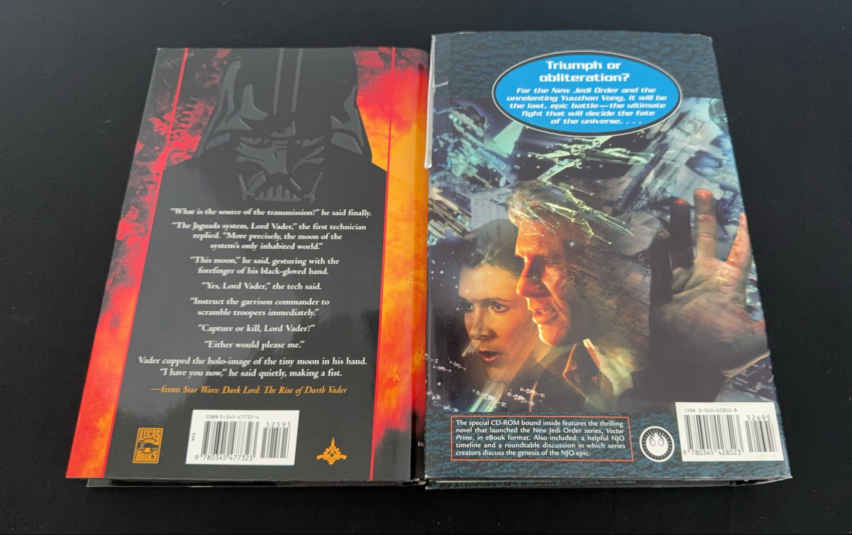 "What is the source of the transmission?" he said finally.
"The Jaguada system, Lord Vader," the first technician
replied. "More precisely, the moon of the
system's only inhabited world."
"This moon," he said, gesturing with the
forefinger of his black-gloved hand.
"Yes, Lord Vader," the tech said.
"Instruct the garrison commander to
scramble troopers immediately."
"Capture or kill, Lord Vader?"
"Either would please me."
Vader cupped the holo-image of the tiny moon in his hand.
"I have you now," he said quietly, making a fist.
—from Star Wars: Dark Lord: The Rise of Darth Vader
LUCAS
BOOKS
9 780345 477323
Triumph or
obliteration?
For the New Jedi Order and the
unrelenting Yuuzhan Vong, it will be
the last, epic battle—the ultimate
fight that will decide the fate
of the universe. . . .
The special CD-ROM bound inside features the thrilling
novel that launched the New Jedi Order series, Vector
Prime, in eBook format. Also included: a helpful NJO
timeline and a roundtable discussion in which series
creators discuss the genesis of the NJO epic.
52695